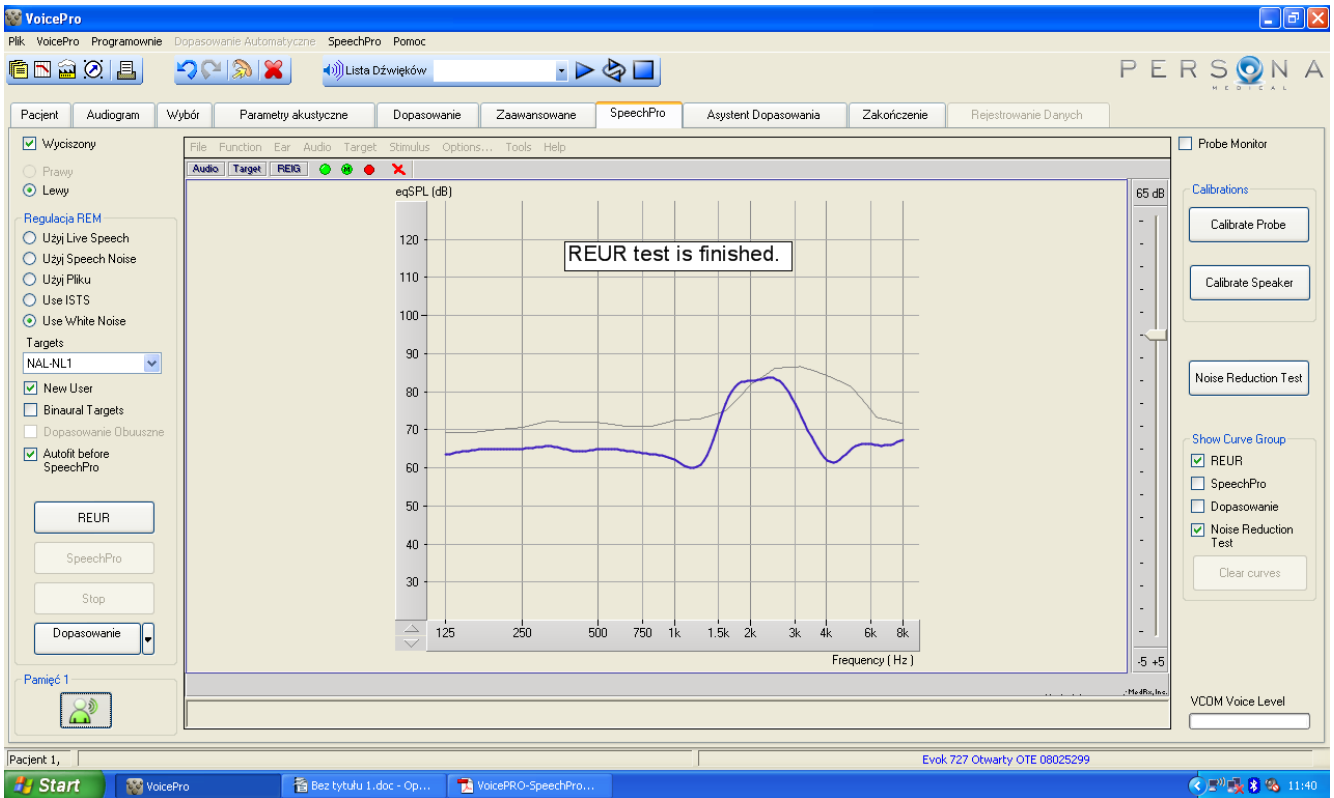 VoicePro
Plik VoicePro Programownie Dopasowanie Automatyczne SpeechPro Pomoc
Lista Dźwięków
PERSONA
MEDICAL
Pacjent Audiogram Wybór Parametry akustyczne Dopasowanie Zaawansowane SpeechPro Asystent Dopasowania Zakończenie Rejestrowanie Danych
Wyciszony
Prawy
Lewy
Regulacja REM
Użyj Live Speech
Użyj Speech Noise
Użyj Pliku
Use ISTS
Use White Noise
Targets
NAL-NL1
New User
Binaural Targets
Dopasowanie Obuuszne
Autofit before
SpeechPro
REUR
SpeechPro
Stop
Dopasowanie
Pamięć 1
File Function Ear Audio Target Stimulus Options... Tools Help
Audio Target REIG
eqSPL (dB)
REUR test is finished.
120
110
100
90
80
70
60
50
40
30
125 250 500 750 1k 1.5k 2k 3k 4k 6k 8k
Frequency ( Hz )
65 dB
-5 +5
MedRx, Inc.
Probe Monitor
Calibrations
Calibrate Probe
Calibrate Speaker
Noise Reduction Test
Show Curve Group
REUR
SpeechPro
Dopasowanie
Noise Reduction
Test
Clear curves
VCOM Voice Level
Pacjent 1,
Evok 727 Otwarty OTE 08025299
Start VoicePro Bez tytułu 1.doc - Op... VoicePRO-SpeechPro... 11:40